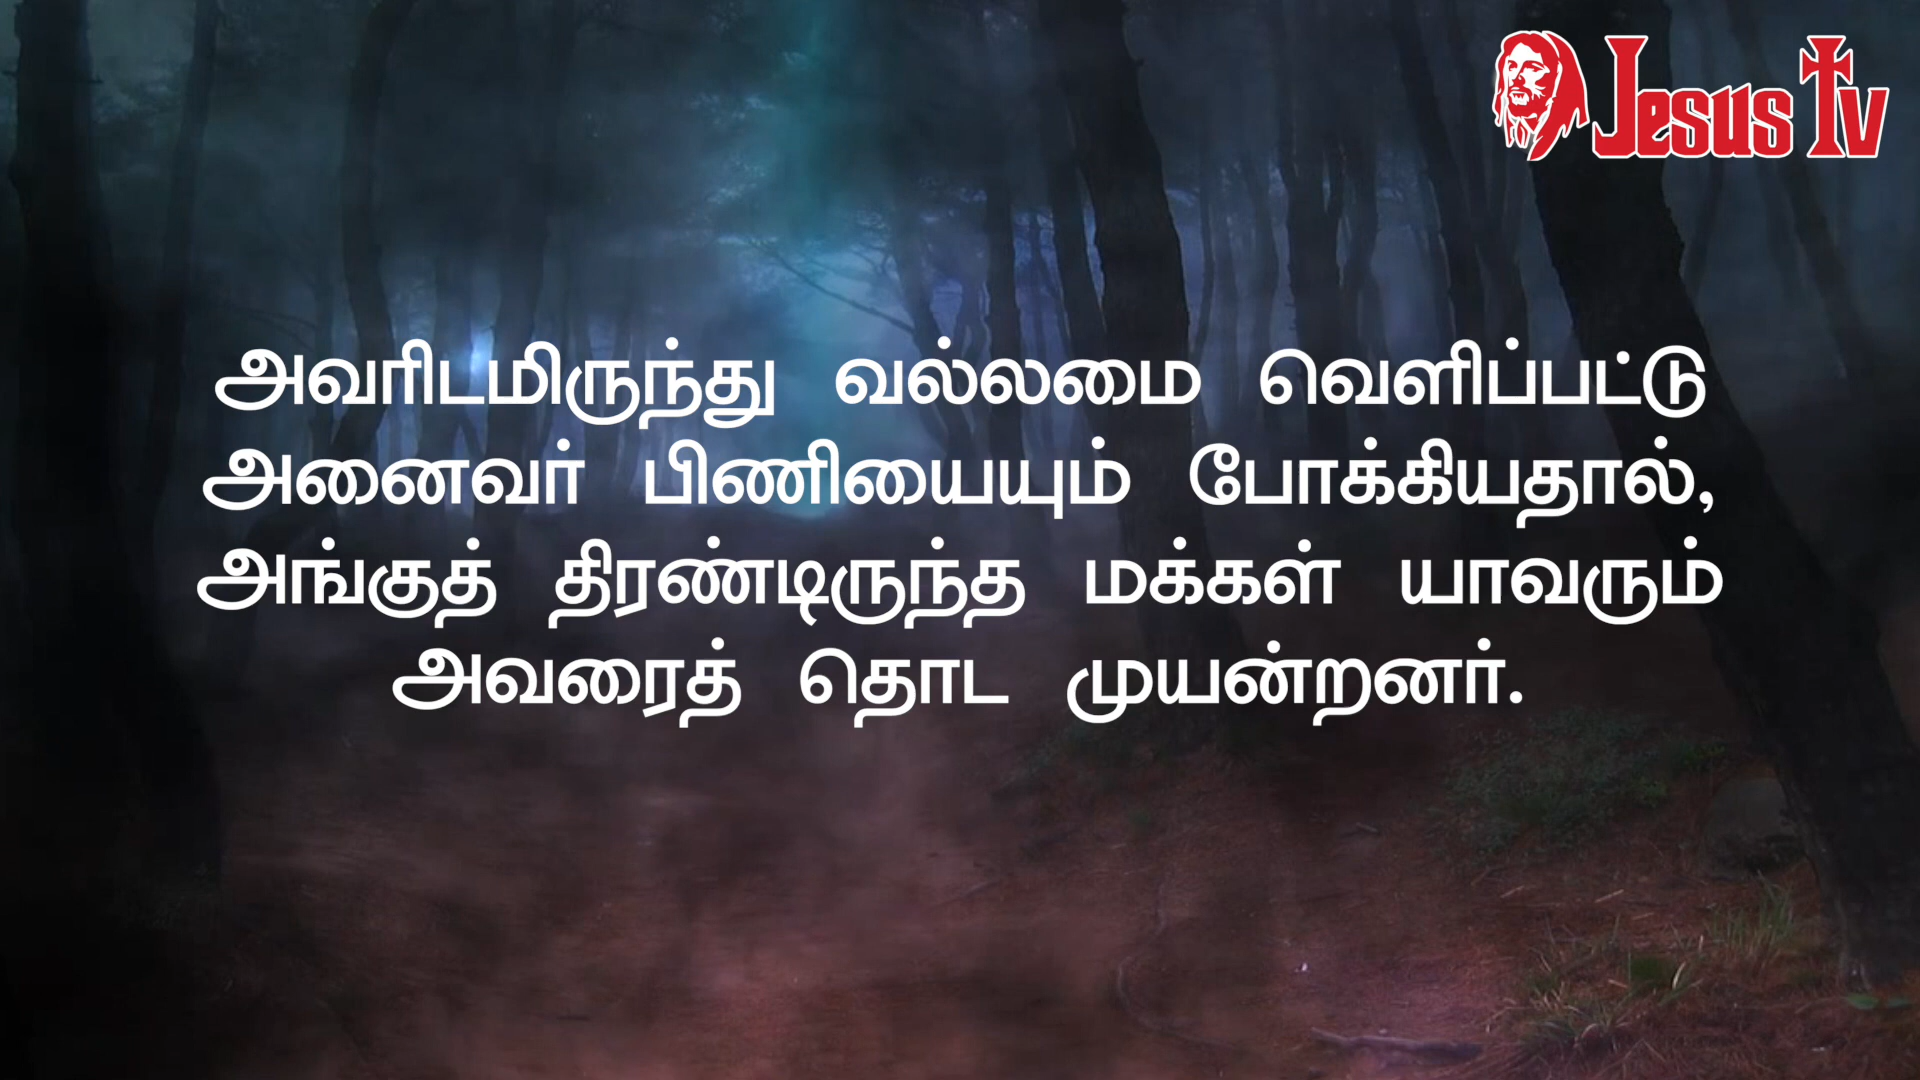 Jesus Tv
அவரிடமிருந்து வல்லமை வெளிப்பட்டு
அனைவர் பிணியையும் போக்கியதால்,
அங்குத் திரண்டிருந்த மக்கள் யாவரும்
அவரைத் தொட முயன்றனர்.